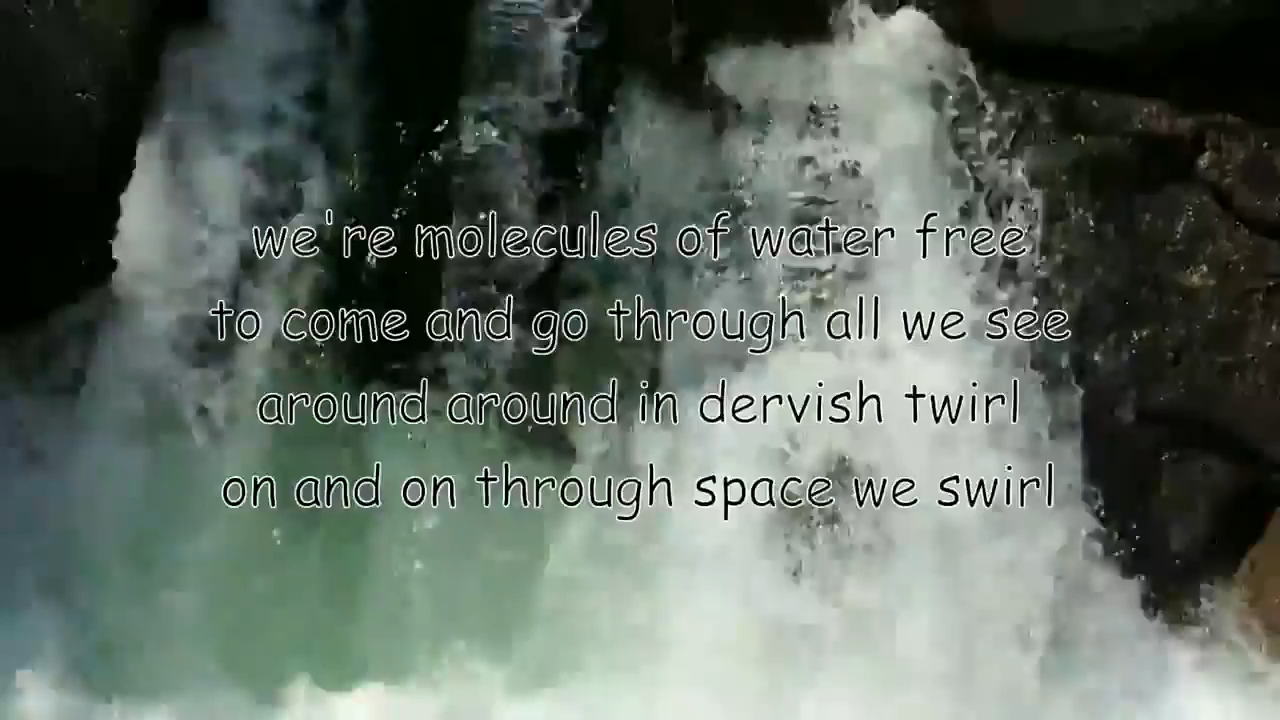 we're molecules of water free
to come and go through all we see
around around in dervish twirl
on and on through space we swirl